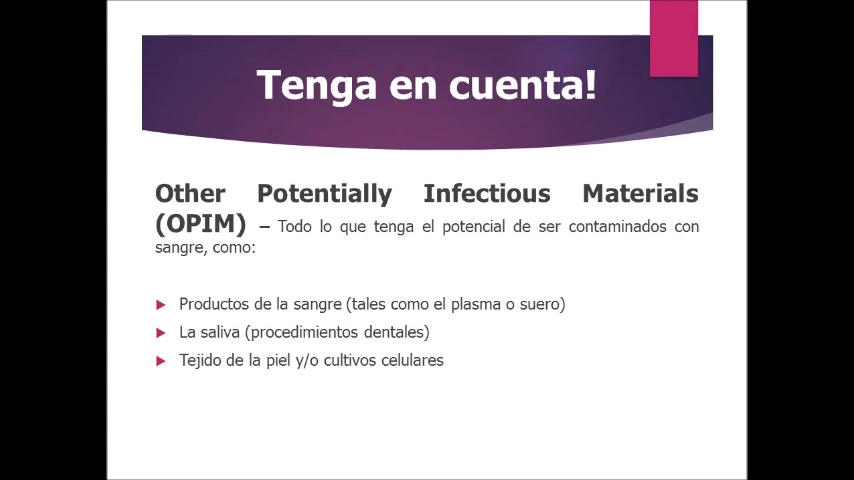 Tenga en cuenta!
Other Potentially Infectious Materials
(OPIM) – Todo lo que tenga el potencial de ser contaminados con
sangre, como:
Productos de la sangre (tales como el plasma o suero)
La saliva (procedimientos dentales)
Tejido de la piel y/o cultivos celulares